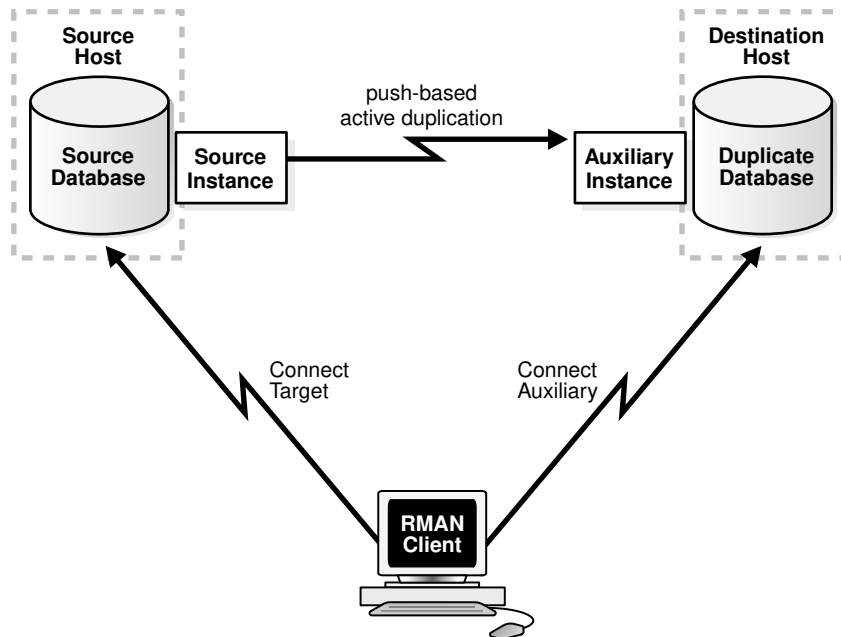 Source
Host
Destination
Host
push-based
active duplication
Source
Database
Source
Instance
Auxiliary
Instance
Duplicate
Database
Connect
Target
Connect
Auxiliary
RMAN
Client